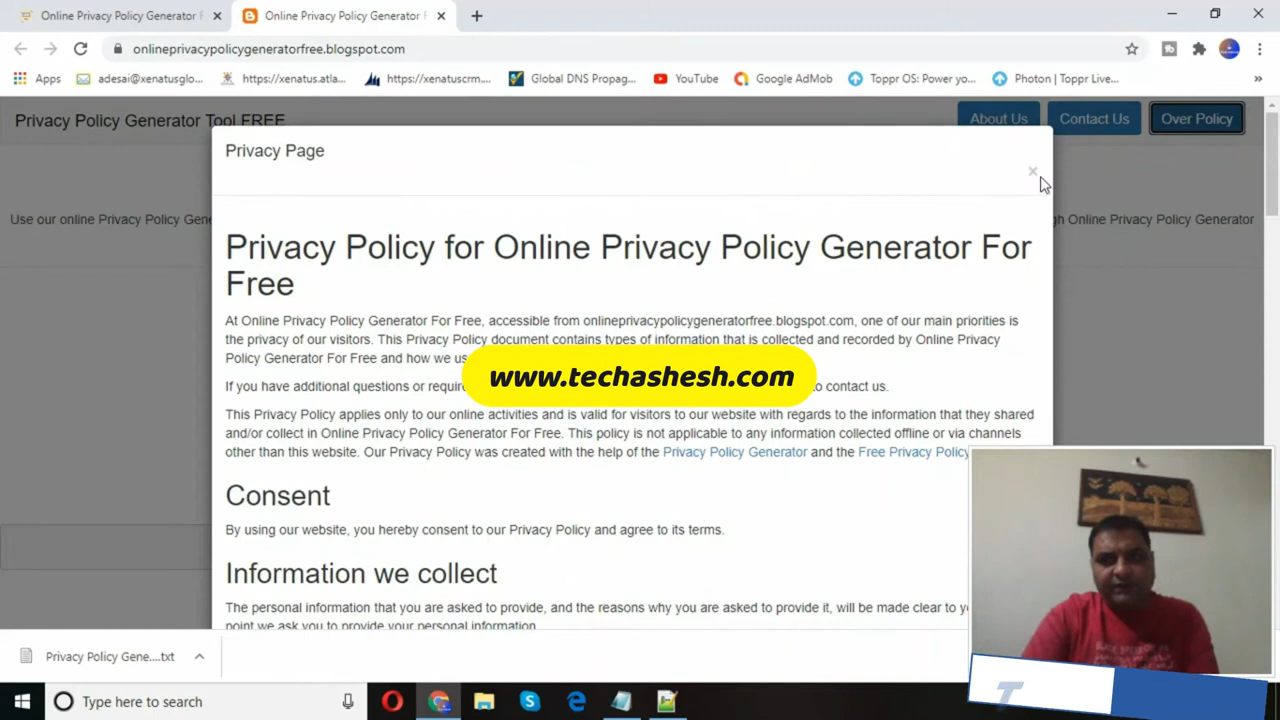 Online Privacy Policy Generator F
Online Privacy Policy Generator F
onlineprivacypolicygeneratorfree.blogspot.com
Apps
adesai@xenatusglo...
https://xenatus.atla...
https://xenatuscrm....
Global DNS Propag...
YouTube
Google AdMob
Toppr OS: Power yo...
Photon | Toppr Live...
»
Privacy Policy Generator Tool FREE
About Us
Contact Us
Over Policy
Privacy Page
×
Use our online Privacy Policy Gene
gh Online Privacy Policy Generator
Privacy Policy for Online Privacy Policy Generator For
Free
At Online Privacy Policy Generator For Free, accessible from onlineprivacypolicygeneratorfree.blogspot.com, one of our main priorities is
the privacy of our visitors. This Privacy Policy document contains types of information that is collected and recorded by Online Privacy
Policy Generator For Free and how we us
www.techashesh.com
If you have additional questions or require
to contact us.
This Privacy Policy applies only to our online activities and is valid for visitors to our website with regards to the information that they shared
and/or collect in Online Privacy Policy Generator For Free. This policy is not applicable to any information collected offline or via channels
other than this website. Our Privacy Policy was created with the help of the Privacy Policy Generator and the Free Privacy Policy
Consent
By using our website, you hereby consent to our Privacy Policy and agree to its terms.
Information we collect
The personal information that you are asked to provide, and the reasons why you are asked to provide it, will be made clear to yo
point we ask you to provide your personal information.
Privacy Policy Gene....txt
Type here to search